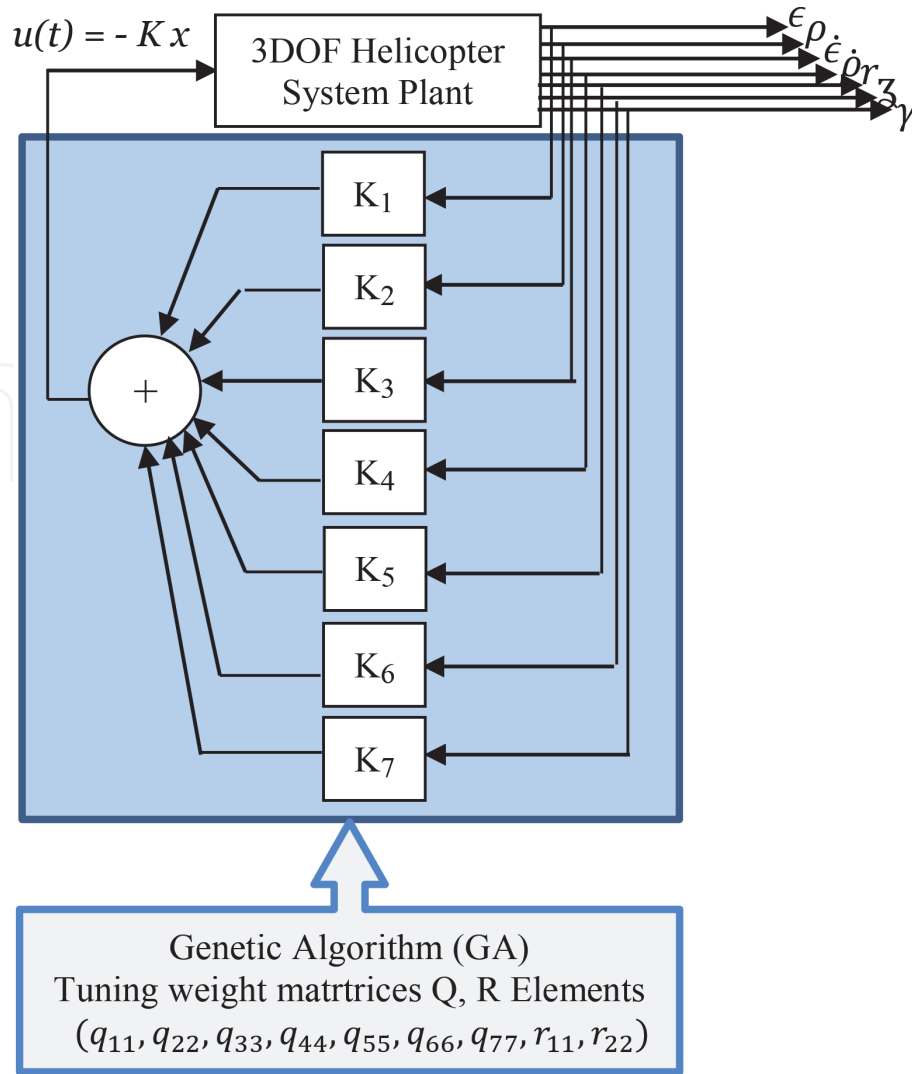 u(t) = - K x
3DOF Helicopter
System Plant
ϵ
ρ
ϵ̇
ρ̇
r
ʒ
γ
K₁
K₂
K₃
K₄
K₅
K₆
K₇
+
Genetic Algorithm (GA)
Tuning weight matrtrices Q, R Elements
(q₁₁, q₂₂, q₃₃, q₄₄, q₅₅, q₆₆, q₇₇, r₁₁, r₂₂)